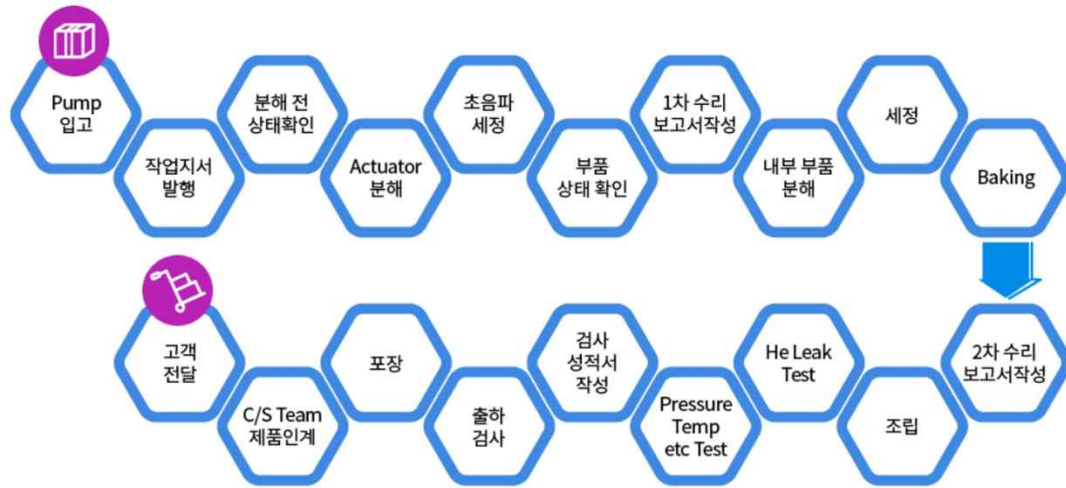 Pump
입고
작업지서
발행
분해 전
상태확인
Actuator
분해
초음파
세정
부품
상태 확인
1차 수리
보고서작성
내부 부품
분해
세정
Baking
2차 수리
보고서작성
조립
He Leak
Test
Pressure
Temp
etc Test
검사
성적서
작성
출하
검사
포장
C/S Team
제품인계
고객
전달